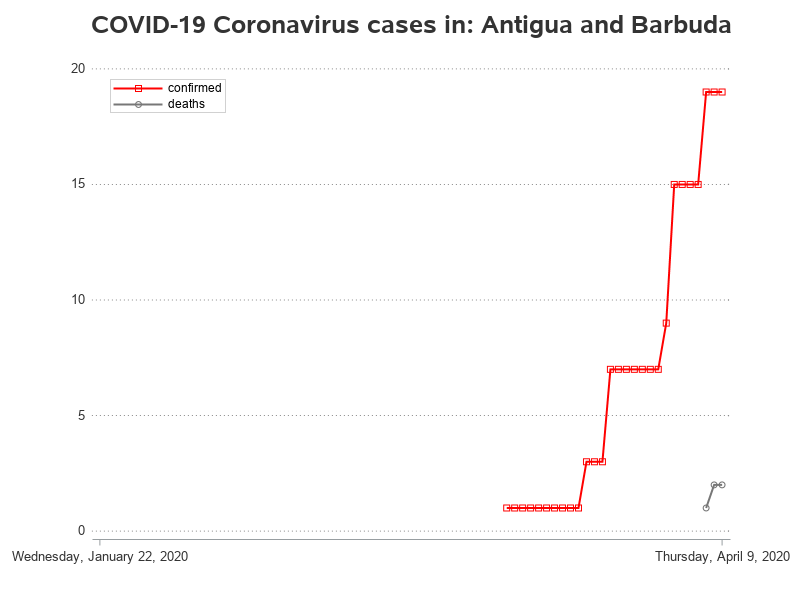 COVID-19 Coronavirus cases in: Antigua and Barbuda
20
confirmed
deaths
15
10
5
0
Wednesday, January 22, 2020 Thursday, April 9, 2020